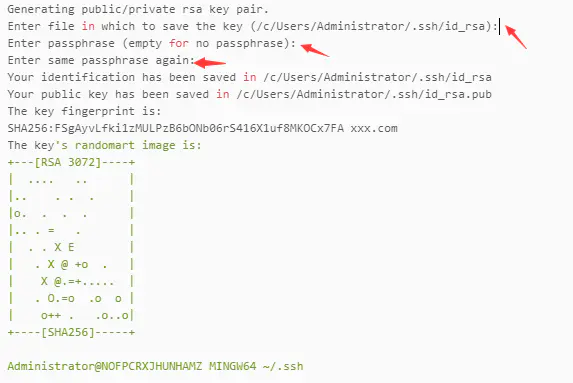 Generating public/private rsa key pair.
Enter file in which to save the key (/c/Users/Administrator/.ssh/id_rsa):
Enter passphrase (empty for no passphrase):
Enter same passphrase again:
Your identification has been saved in /c/Users/Administrator/.ssh/id_rsa
Your public key has been saved in /c/Users/Administrator/.ssh/id_rsa.pub
The key fingerprint is:
SHA256:FSgAyvLfki1zMULPzB6bONb06rS416X1uf8MKOCx7FA xxx.com
The key's randomart image is:
+---[RSA 3072]----+
|  ....   ..      |
|..    . .  .     |
|o.  .  .  .      |
|.. . =   .       |
|  . . X E        |
|   . X @ +o  .   |
|    X @.=+.....  |
|   . O.=o  .o  o |
|    o++ .   .o..o|
+----[SHA256]-----+
Administrator@NOFPCRXJHUNHAMZ MINGW64 ~/.ssh